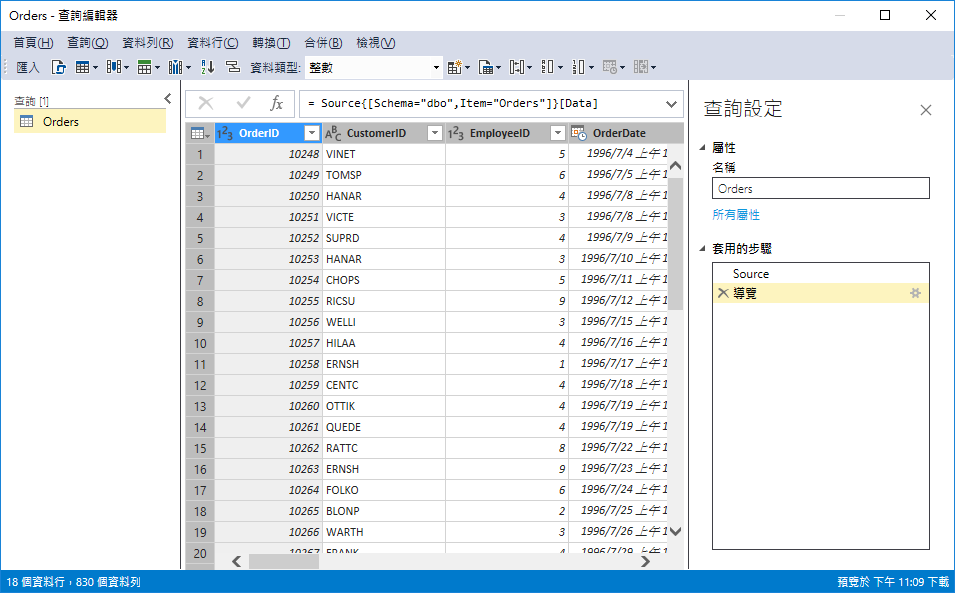 Orders - 查詢編輯器
首頁(H) 查詢(Q) 資料列(R) 資料行(C) 轉換(T) 合併(B) 檢視(V)
匯入 資料類型: 整數
查詢 [1]
Orders
fx = Source{[Schema="dbo",Item="Orders"]}[Data]
OrderID CustomerID EmployeeID OrderDate
1 10248 VINET 5 1996/7/4 上午 1
2 10249 TOMSP 6 1996/7/5 上午 1
3 10250 HANAR 4 1996/7/8 上午 1
4 10251 VICTE 3 1996/7/8 上午 1
5 10252 SUPRD 4 1996/7/9 上午 1
6 10253 HANAR 3 1996/7/10 上午 1
7 10254 CHOPS 5 1996/7/11 上午 1
8 10255 RICSU 9 1996/7/12 上午 1
9 10256 WELLI 3 1996/7/15 上午 1
10 10257 HILAA 4 1996/7/16 上午 1
11 10258 ERNSH 1 1996/7/17 上午 1
12 10259 CENTC 4 1996/7/18 上午 1
13 10260 OTTIK 4 1996/7/19 上午 1
14 10261 QUEDE 4 1996/7/19 上午 1
15 10262 RATTC 8 1996/7/22 上午 1
16 10263 ERNSH 9 1996/7/23 上午 1
17 10264 FOLKO 6 1996/7/24 上午 1
18 10265 BLONP 2 1996/7/25 上午 1
19 10266 WARTH 3 1996/7/26 上午 1
20 10267 FRANK 4 1996/7/29 上午 1
查詢設定
屬性
名稱
Orders
所有屬性
套用的步驟
Source
導覽
18 個資料行，830 個資料列
預覽於 下午 11:09 下載